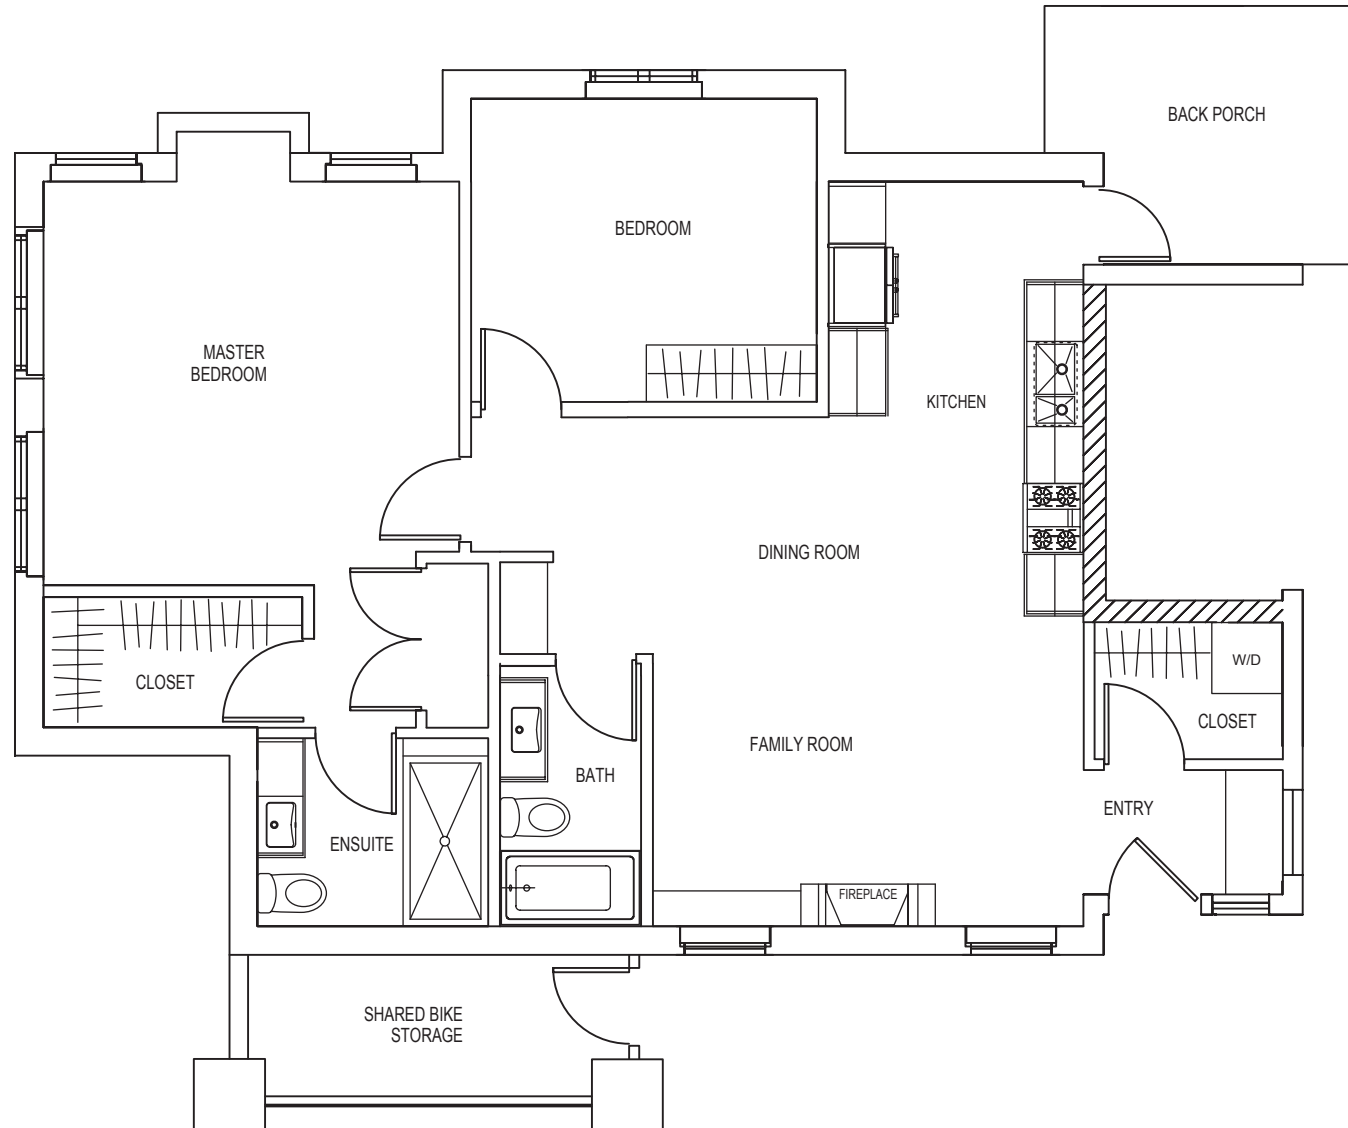 BACK PORCH
BEDROOM
MASTER
BEDROOM
KITCHEN
DINING ROOM
W/D
CLOSET
CLOSET
FAMILY ROOM
BATH
ENTRY
ENSUITE
FIREPLACE
SHARED BIKE
STORAGE